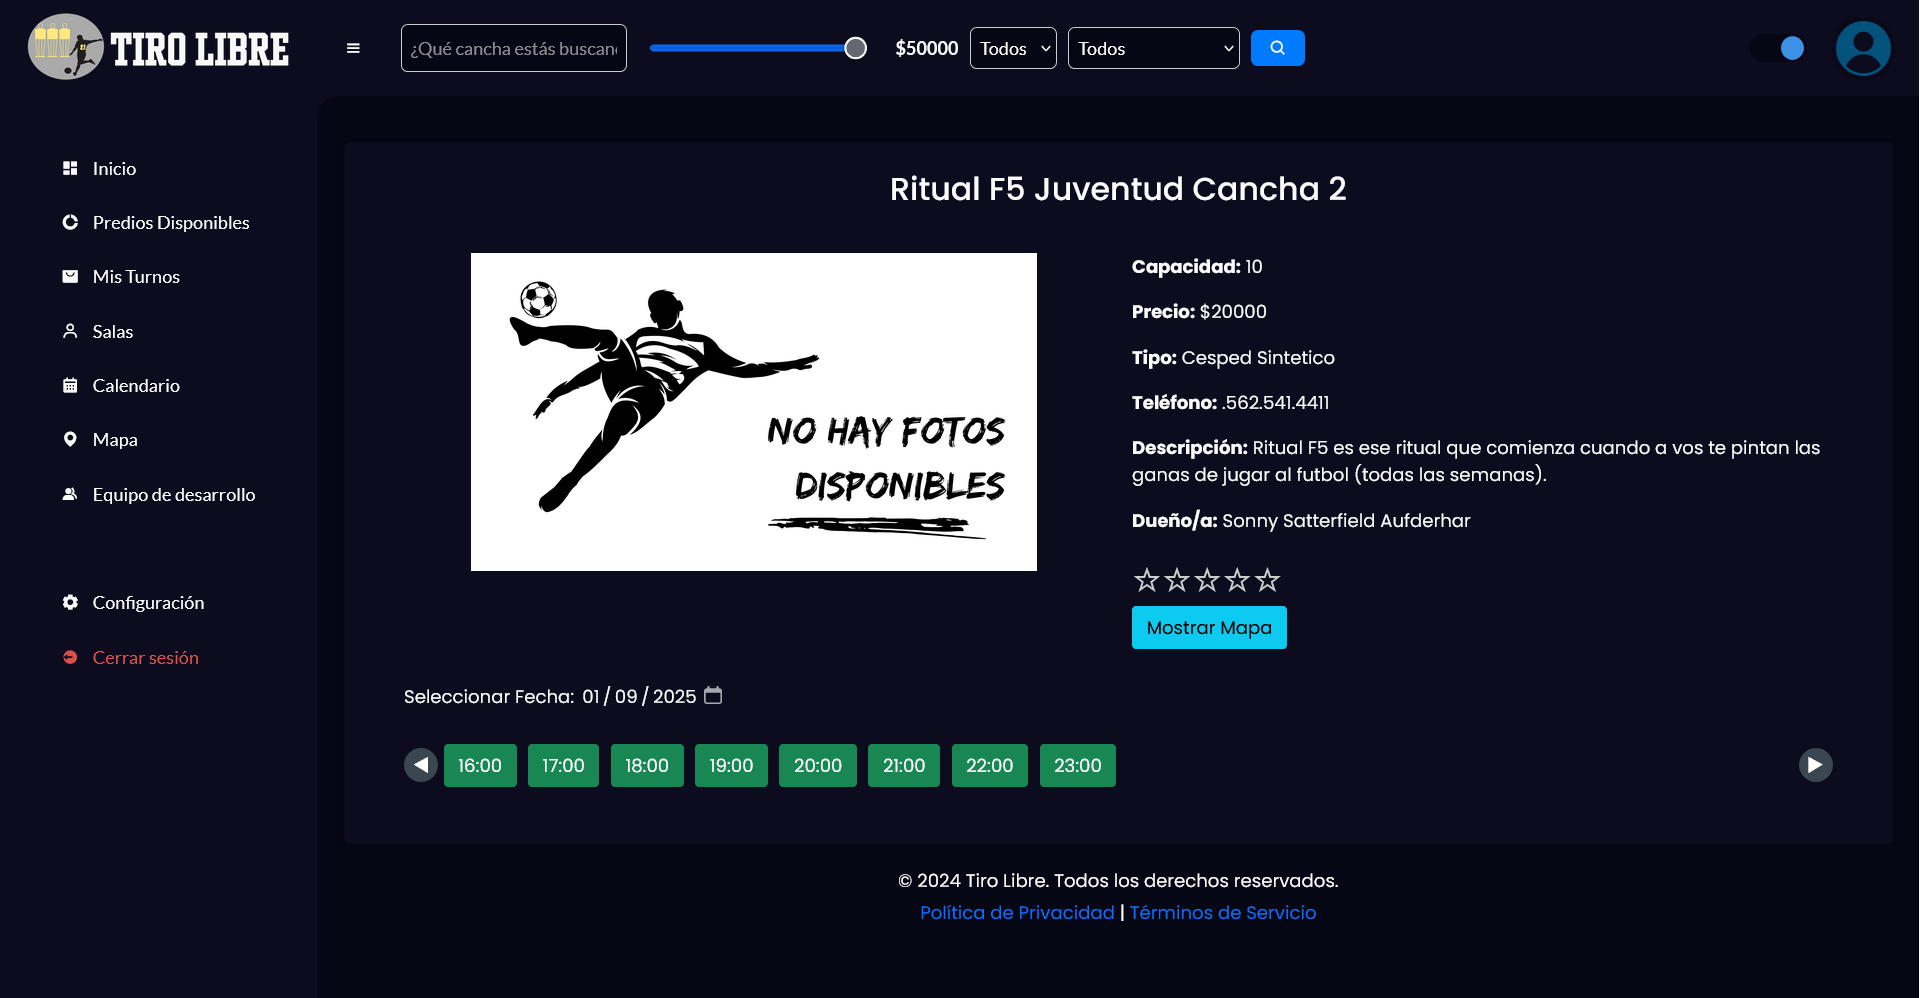 TIRO LIBRE
¿Qué cancha estás buscan
$50000
Todos
Todos
Inicio
Predios Disponibles
Mis Turnos
Salas
Calendario
Mapa
Equipo de desarrollo
Configuración
Cerrar sesión
Ritual F5 Juventud Cancha 2
NO HAY FOTOS
DISPONIBLES
Capacidad: 10
Precio: $20000
Tipo: Cesped Sintetico
Teléfono: .562.541.4411
Descripción: Ritual F5 es ese ritual que comienza cuando a vos te pintan las
ganas de jugar al futbol (todas las semanas).
Dueño/a: Sonny Satterfield Aufderhar
Mostrar Mapa
Seleccionar Fecha: 01 / 09 / 2025
16:00 17:00 18:00 19:00 20:00 21:00 22:00 23:00
© 2024 Tiro Libre. Todos los derechos reservados.
Política de Privacidad | Términos de Servicio